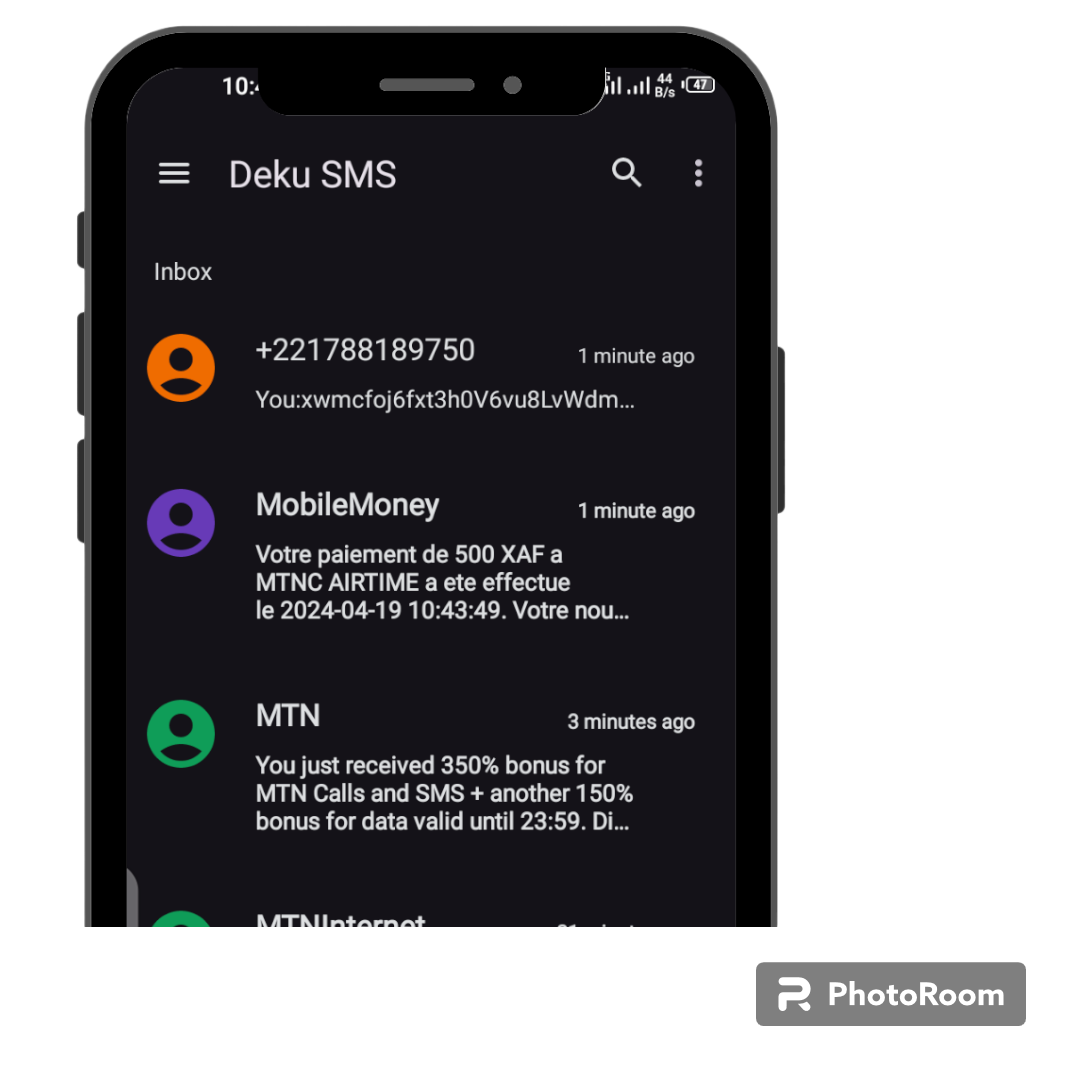 44
B/s
47
Deku SMS
Inbox
+221788189750
1 minute ago
You:xwmcfoj6fxt3h0V6vu8LvWdm...
MobileMoney
1 minute ago
Votre paiement de 500 XAF a
MTNC AIRTIME a ete effectue
le 2024-04-19 10:43:49. Votre nou...
MTN
3 minutes ago
You just received 350% bonus for
MTN Calls and SMS + another 150%
bonus for data valid until 23:59. Di...
MTNInternet
PhotoRoom